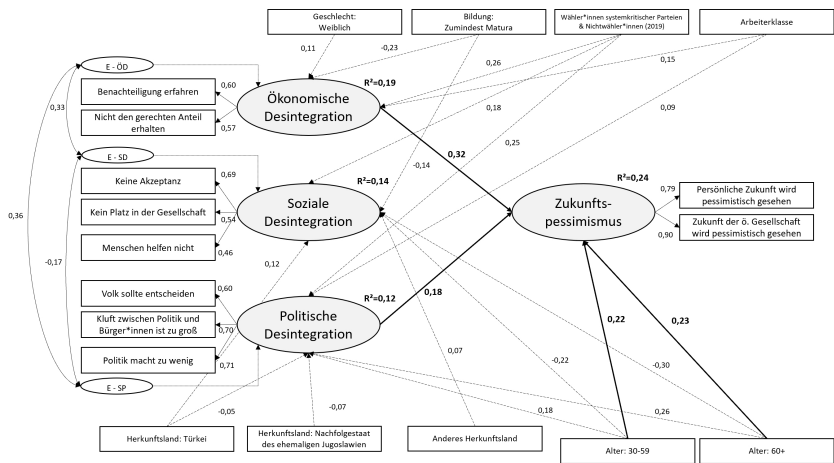 Geschlecht:
Weiblich
Bildung:
Zumindest Matura
Wähler*innen systemkritischer Parteien
& Nichtwähler*innen (2019)
Arbeiterklasse
0,11
-0,23
0,26
0,15
E - ÖD
0,60
R²=0,19
Benachteiligung erfahren
Ökonomische
Desintegration
0,33
Nicht den gerechten Anteil
erhalten
0,57
0,18
0,09
0,25
E - SD
0,32
-0,14
0,69
R²=0,14
R²=0,24
Keine Akzeptanz
0,79
Persönliche Zukunft wird
pessimistisch gesehen
Kein Platz in der Gesellschaft
0,54
Soziale
Desintegration
Zukunfts-
pessimismus
0,36
Zukunft der ö. Gesellschaft
wird pessimistisch gesehen
0,90
Menschen helfen nicht
0,46
-0,17
0,12
0,60
R²=0,12
0,18
Volk sollte entscheiden
Kluft zwischen Politik und
Bürger*innen ist zu groß
0,70
Politische
Desintegration
0,22
0,23
Politik macht zu wenig
0,71
0,07
-0,22
-0,30
E - SP
-0,05
-0,07
0,18
0,26
Herkunftsland: Türkei
Herkunftsland: Nachfolgestaat
des ehemaligen Jugoslawien
Anderes Herkunftsland
Alter: 30-59
Alter: 60+